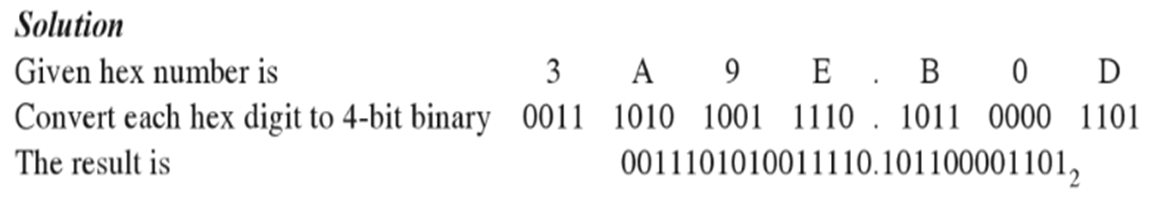 Solution
Given hex number is 3 A 9 E . B 0 D
Convert each hex digit to 4-bit binary 0011 1010 1001 1110 . 1011 0000 1101
The result is 0011101010011110.101100001101₂